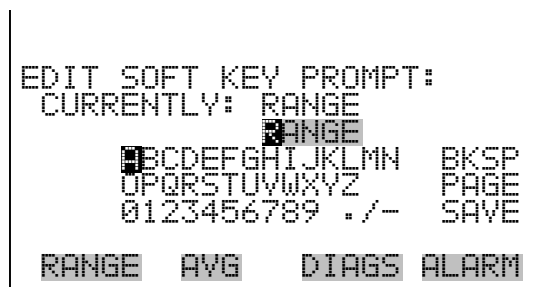 EDIT SOFT KEY PROMPT:
CURRENTLY: RANGE
RANGE
ABCDEFGHIJKLMN BKSP
OPQRSTUVWXYZ PAGE
0123456789 ./- SAVE
RANGE AVG DIAGS ALARM